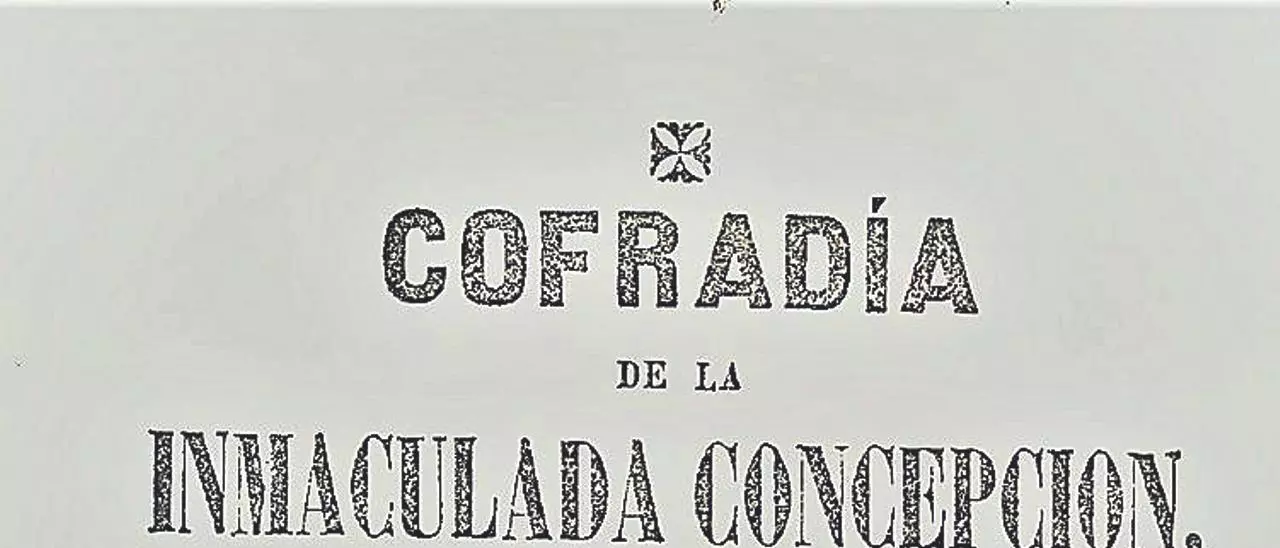 COFRADÍA
DE LA
INMACULADA CONCEPCION.